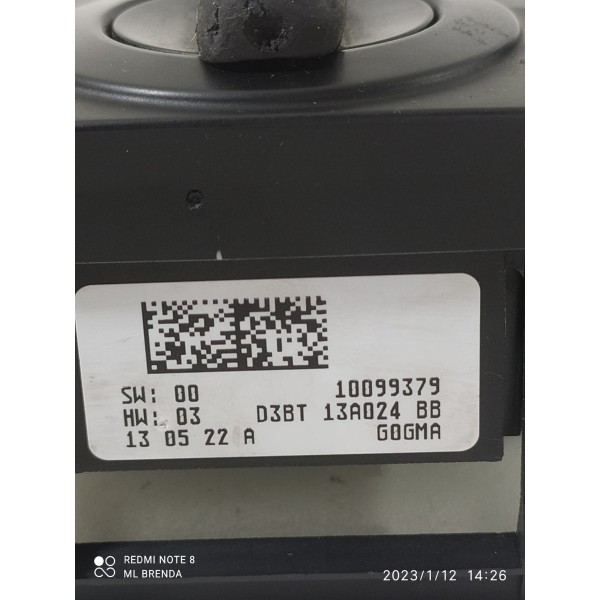 SW: 00 10099379
HW: 03 D3BT 13A024 BB
13 05 22 A G0GMA
REDMI NOTE 8
ML BRENDA
2023/1/12 14:26